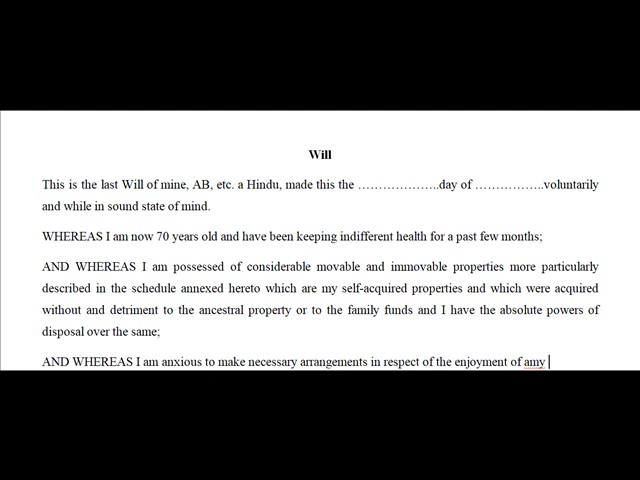 Will
This is the last Will of mine, AB, etc. a Hindu, made this the ………………..day of ……………..voluntarily
and while in sound state of mind.
WHEREAS I am now 70 years old and have been keeping indifferent health for a past few months;
AND WHEREAS I am possessed of considerable movable and immovable properties more particularly
described in the schedule annexed hereto which are my self-acquired properties and which were acquired
without and detriment to the ancestral property or to the family funds and I have the absolute powers of
disposal over the same;
AND WHEREAS I am anxious to make necessary arrangements in respect of the enjoyment of amy